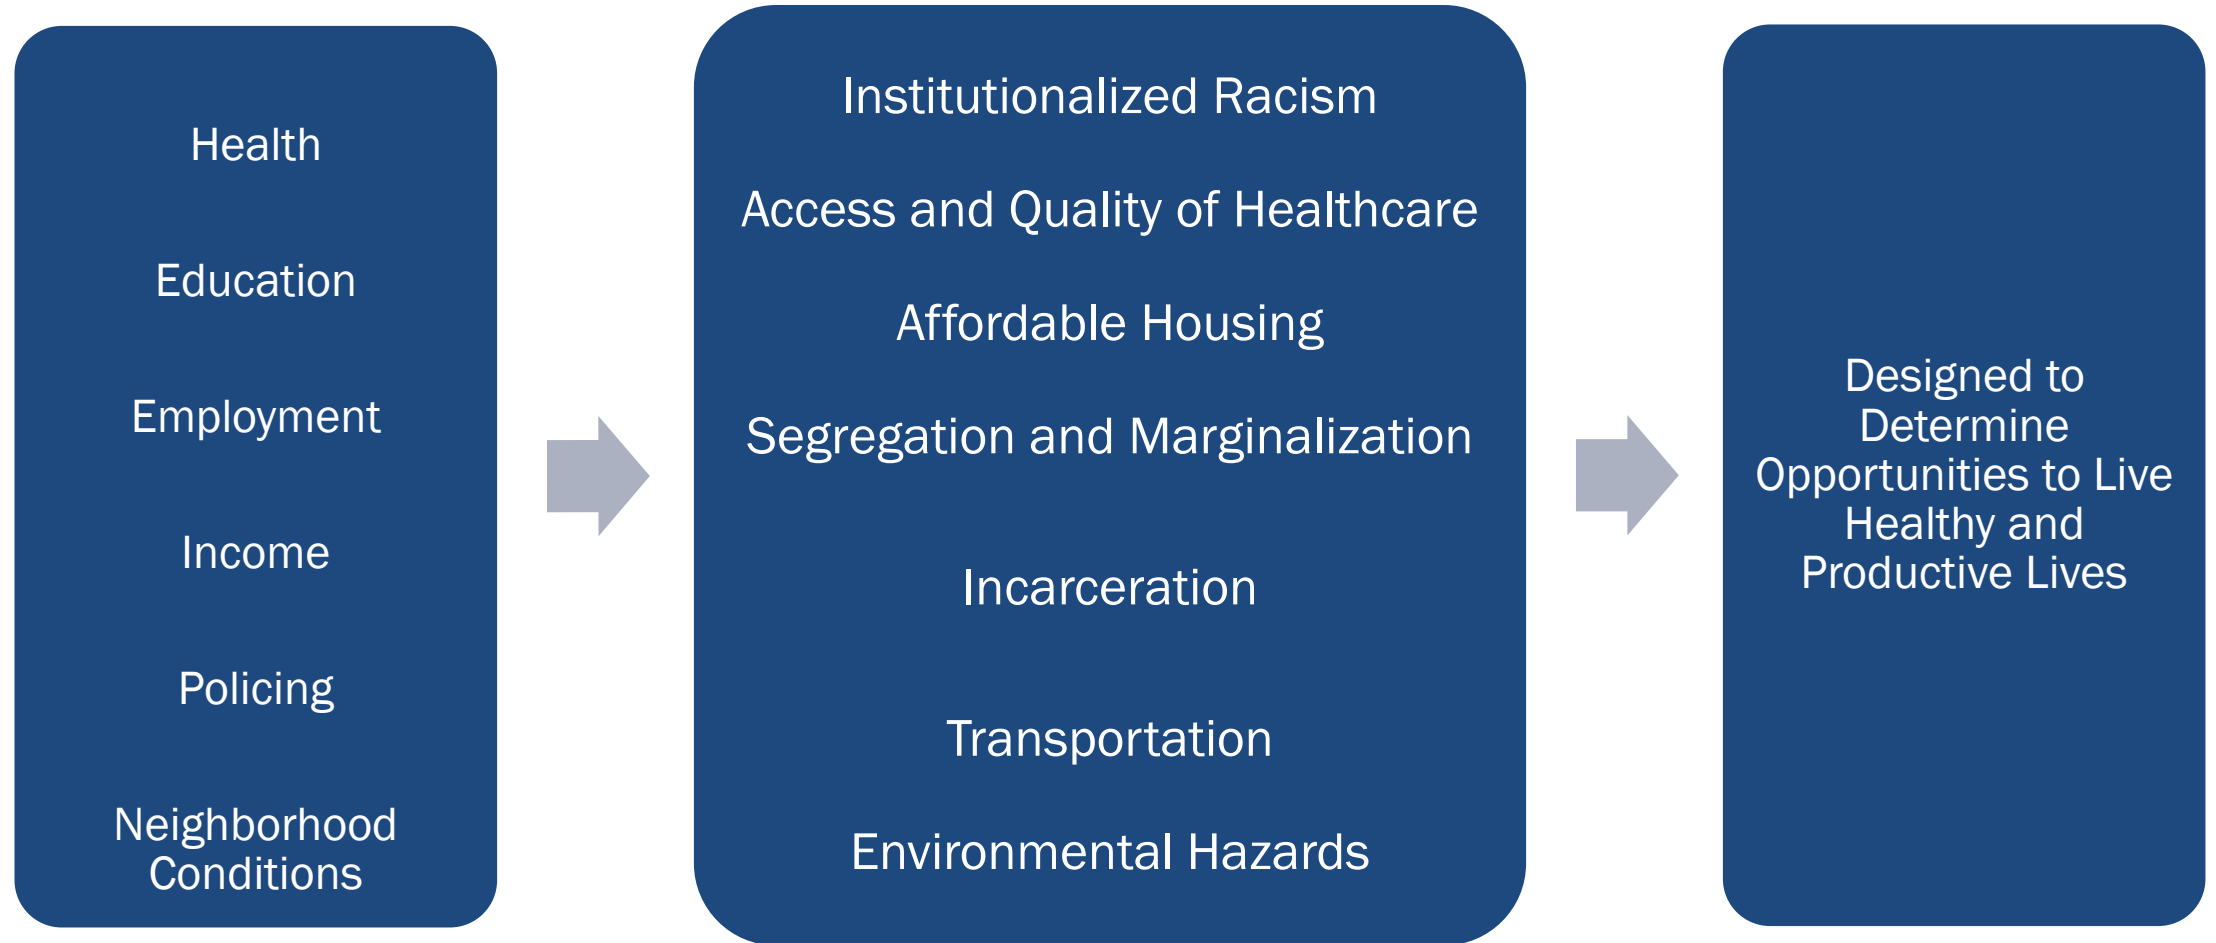 Health
Education
Employment
Income
Policing
Neighborhood
Conditions
Institutionalized Racism
Access and Quality of Healthcare
Affordable Housing
Segregation and Marginalization
Incarceration
Transportation
Environmental Hazards
Designed to
Determine
Opportunities to Live
Healthy and
Productive Lives